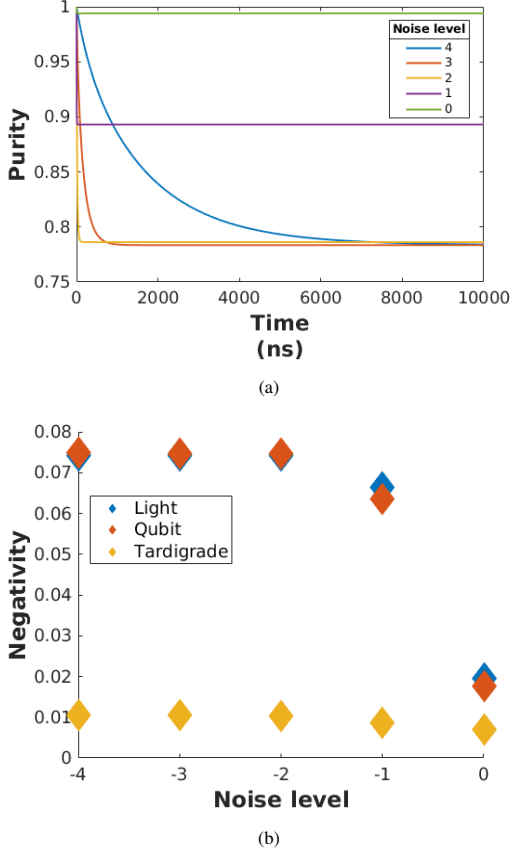 1
0.95
0.9
0.85
0.8
0.75
Purity
Noise level
4
3
2
1
0
0
2000
4000
6000
8000
10000
Time
(ns)
(a)
0.08
0.07
0.06
0.05
0.04
0.03
0.02
0.01
0
Negativity
Light
Qubit
Tardigrade
-4
-3
-2
-1
0
Noise level
(b)